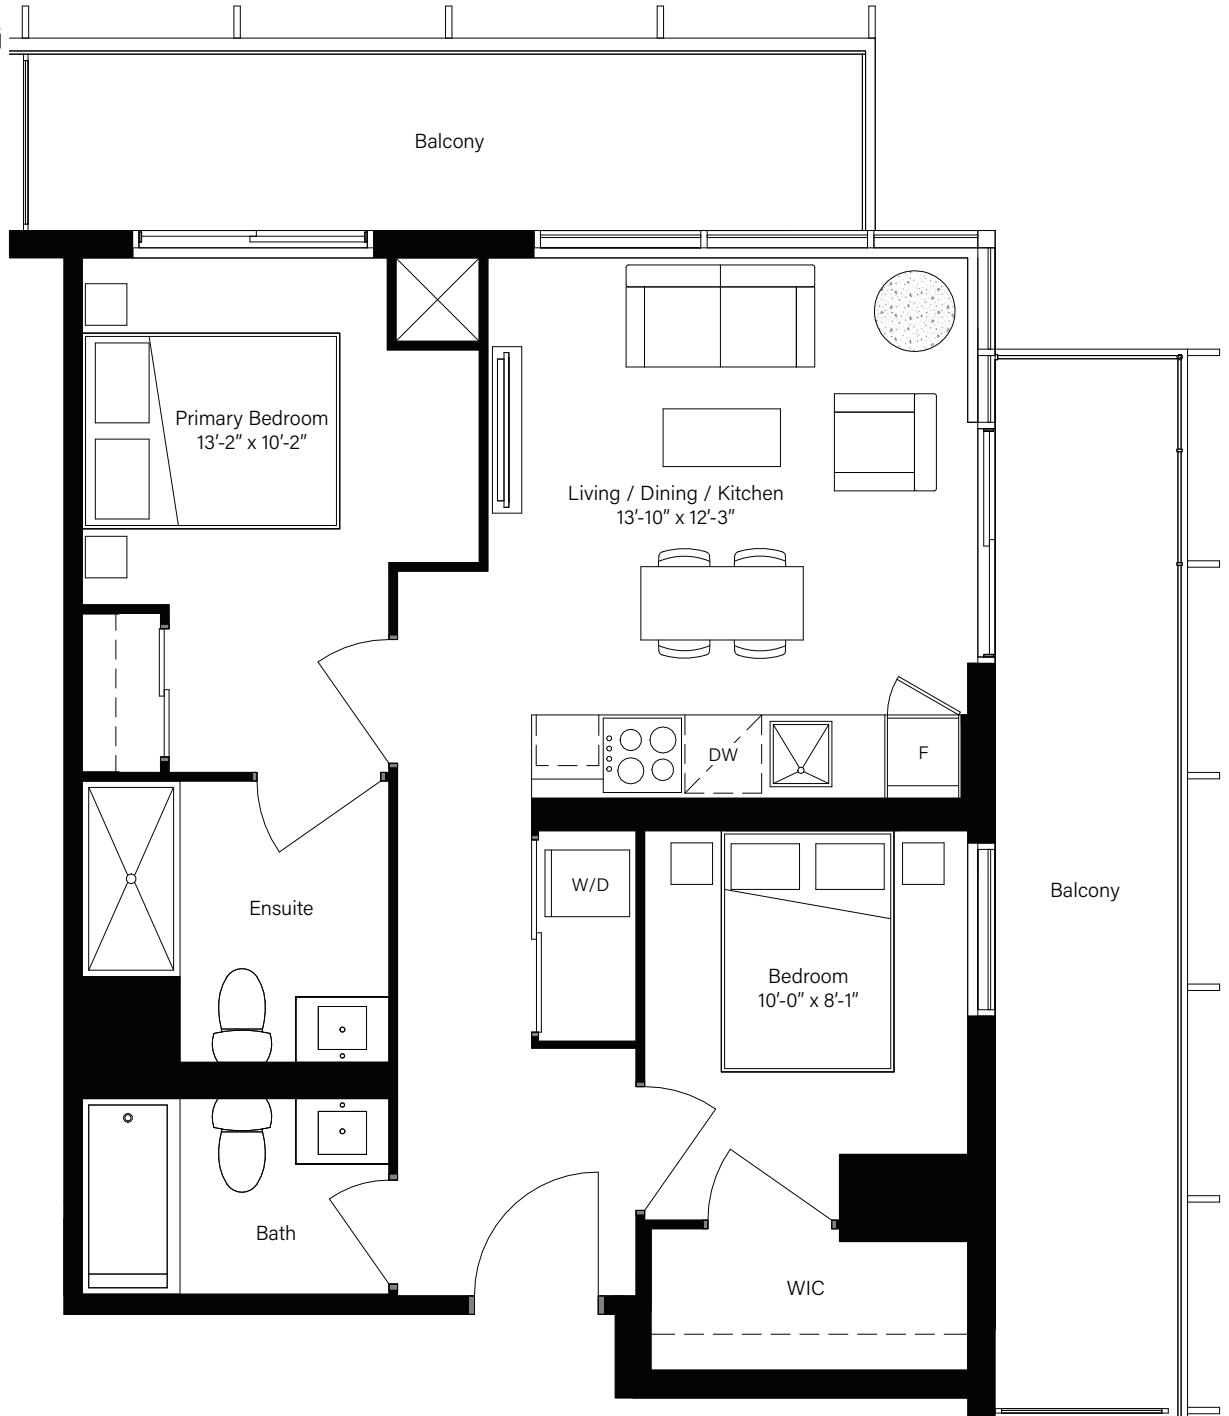 Balcony
Primary Bedroom
13'-2" x 10'-2"
Living / Dining / Kitchen
13'-10" x 12'-3"
DW
F
W/D
Balcony
Ensuite
Bedroom
10'-0" x 8'-1"
Bath
WIC